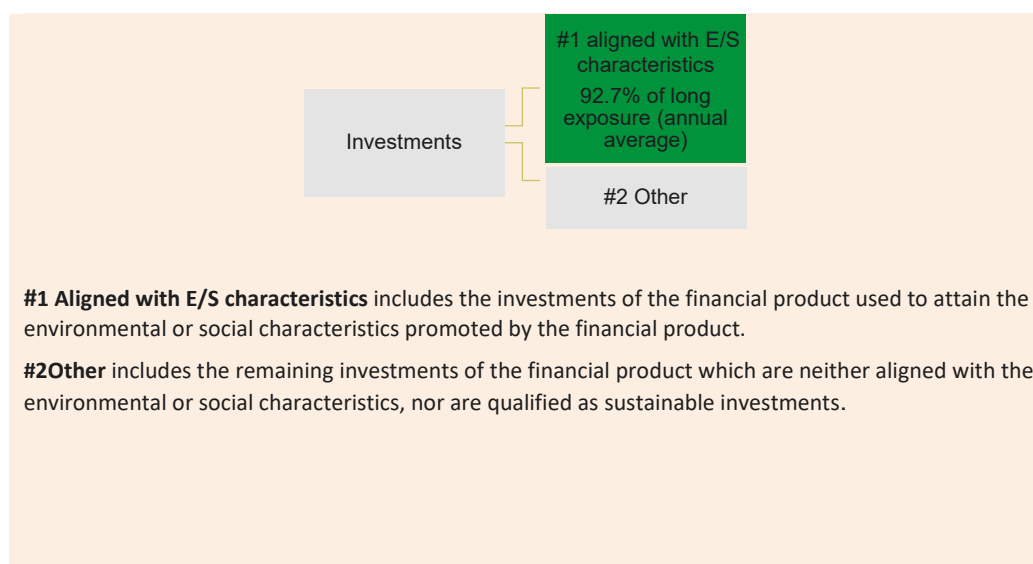 #1 aligned with E/S
characteristics
92.7% of long
exposure (annual
average)
Investments
#2 Other
#1 Aligned with E/S characteristics includes the investments of the financial product used to attain the
environmental or social characteristics promoted by the financial product.
#2Other includes the remaining investments of the financial product which are neither aligned with the
environmental or social characteristics, nor are qualified as sustainable investments.